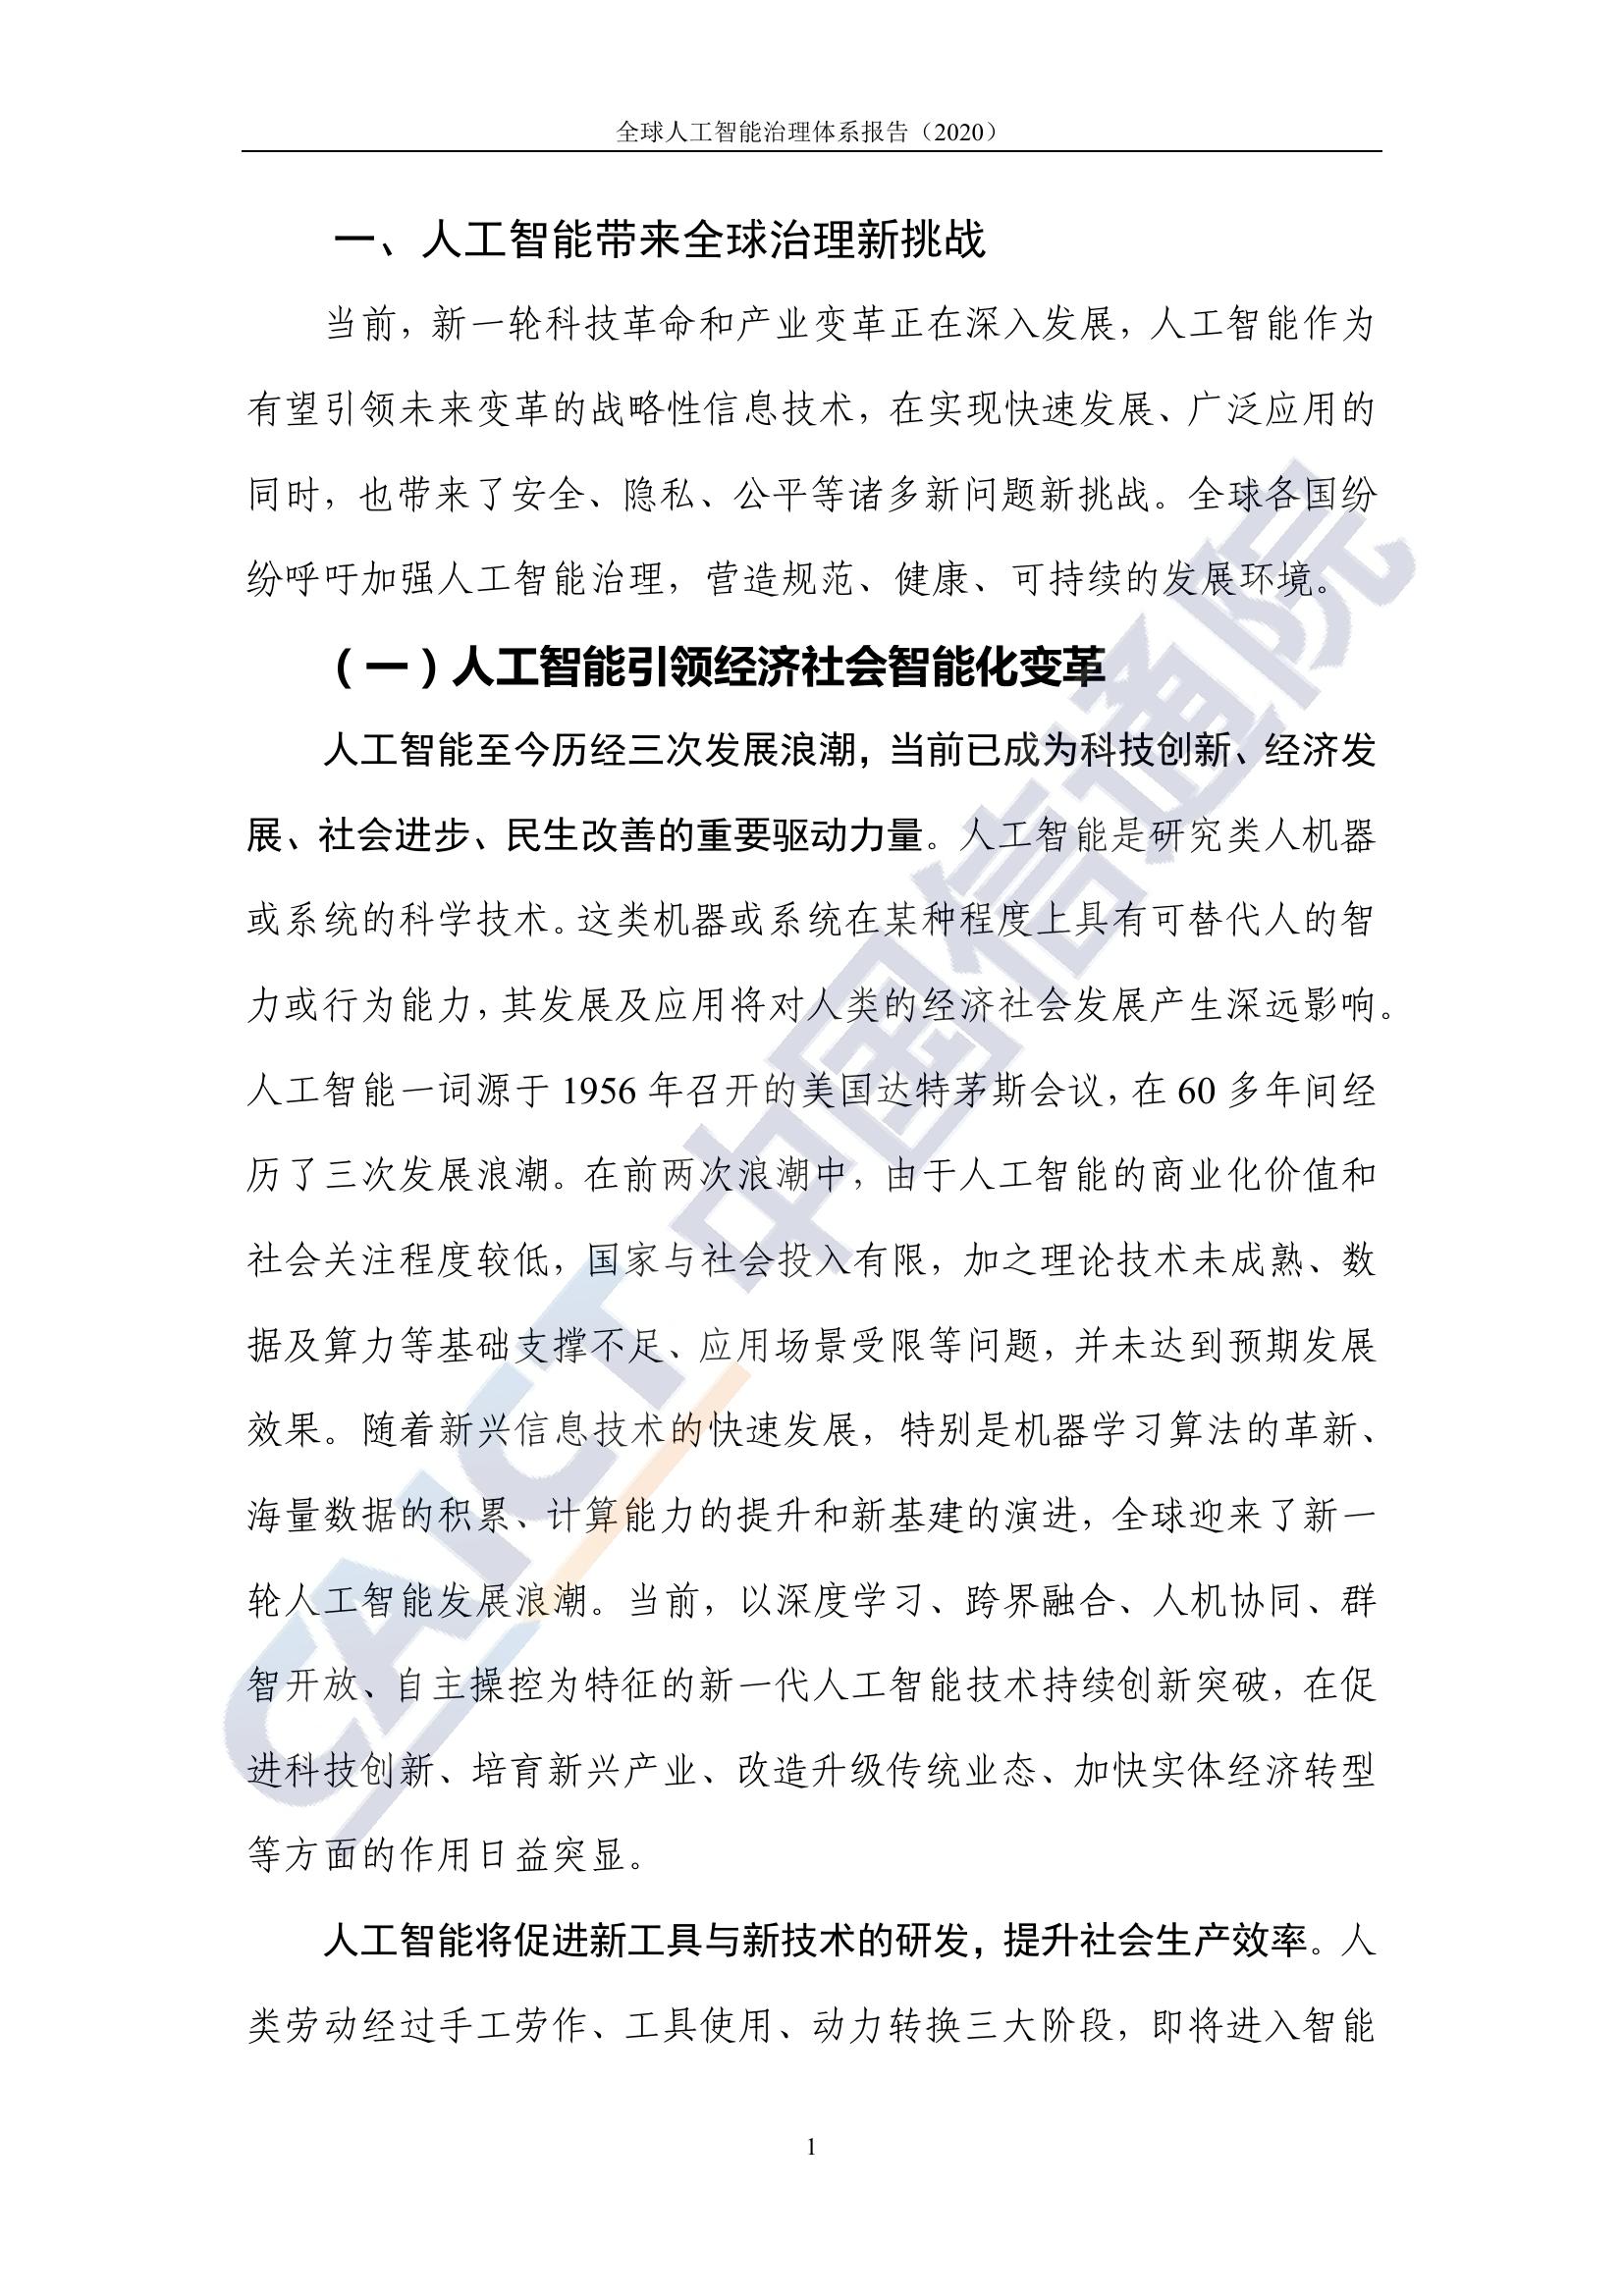 全球人工智能治理体系报告（2020）
一、人工智能带来全球治理新挑战
当前，新一轮科技革命和产业变革正在深入发展，人工智能作为
有望引领未来变革的战略性信息技术，在实现快速发展、广泛应用的
同时，也带来了安全、隐私、公平等诸多新问题新挑战。全球各国纷
纷呼吁加强人工智能治理，营造规范、健康、可持续的发展环境。
（一）人工智能引领经济社会智能化变革
人工智能至今历经三次发展浪潮，当前已成为科技创新、经济发
展、社会进步、民生改善的重要驱动力量。人工智能是研究类人机器
或系统的科学技术。这类机器或系统在某种程度上具有可替代人的智
力或行为能力，其发展及应用将对人类的经济社会发展产生深远影响。
人工智能一词源于 1956 年召开的美国达特茅斯会议，在 60 多年间经
历了三次发展浪潮。在前两次浪潮中，由于人工智能的商业化价值和
社会关注程度较低，国家与社会投入有限，加之理论技术未成熟、数
据及算力等基础支撑不足、应用场景受限等问题，并未达到预期发展
效果。随着新兴信息技术的快速发展，特别是机器学习算法的革新、
海量数据的积累、计算能力的提升和新基建的演进，全球迎来了新一
轮人工智能发展浪潮。当前，以深度学习、跨界融合、人机协同、群
智开放、自主操控为特征的新一代人工智能技术持续创新突破，在促
进科技创新、培育新兴产业、改造升级传统业态、加快实体经济转型
等方面的作用日益突显。
人工智能将促进新工具与新技术的研发，提升社会生产效率。人
类劳动经过手工劳作、工具使用、动力转换三大阶段，即将进入智能
1
CAICT 中国信通院